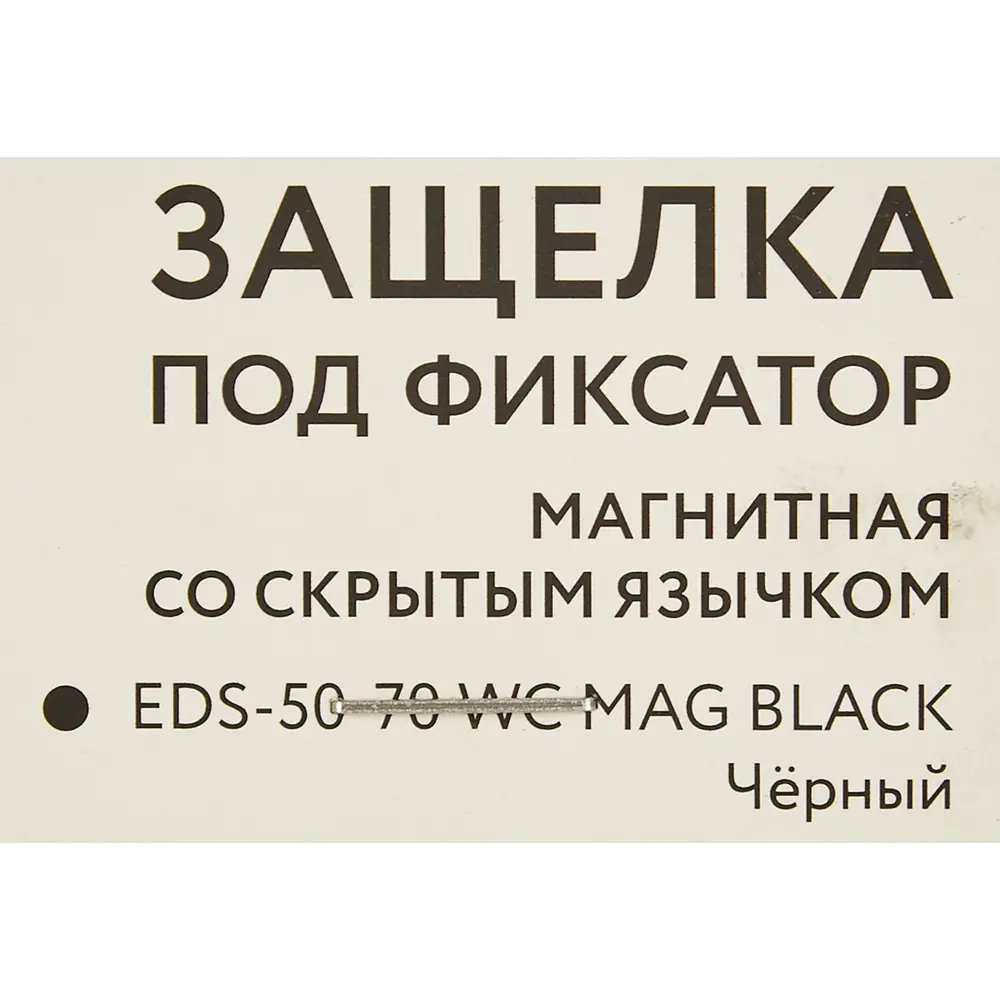 ЗАЩЕЛКА
ПОД ФИКСАТОР
МАГНИТНАЯ
СО СКРЫТЫМ ЯЗЫЧКОМ
EDS-50-70 WC MAG BLACK
Чёрный